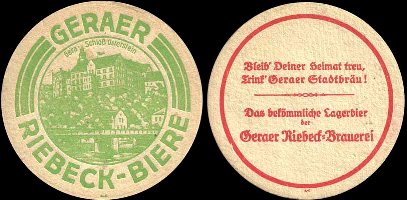 GERAER
Gera - Schloß Osterstein
RIEBECK-BIERE
Bleib' Deiner Heimat treu,
Trink' Geraer Stadtbräu!
Das bekömmliche Lagerbier
der
Geraer Riebeck-Brauerei